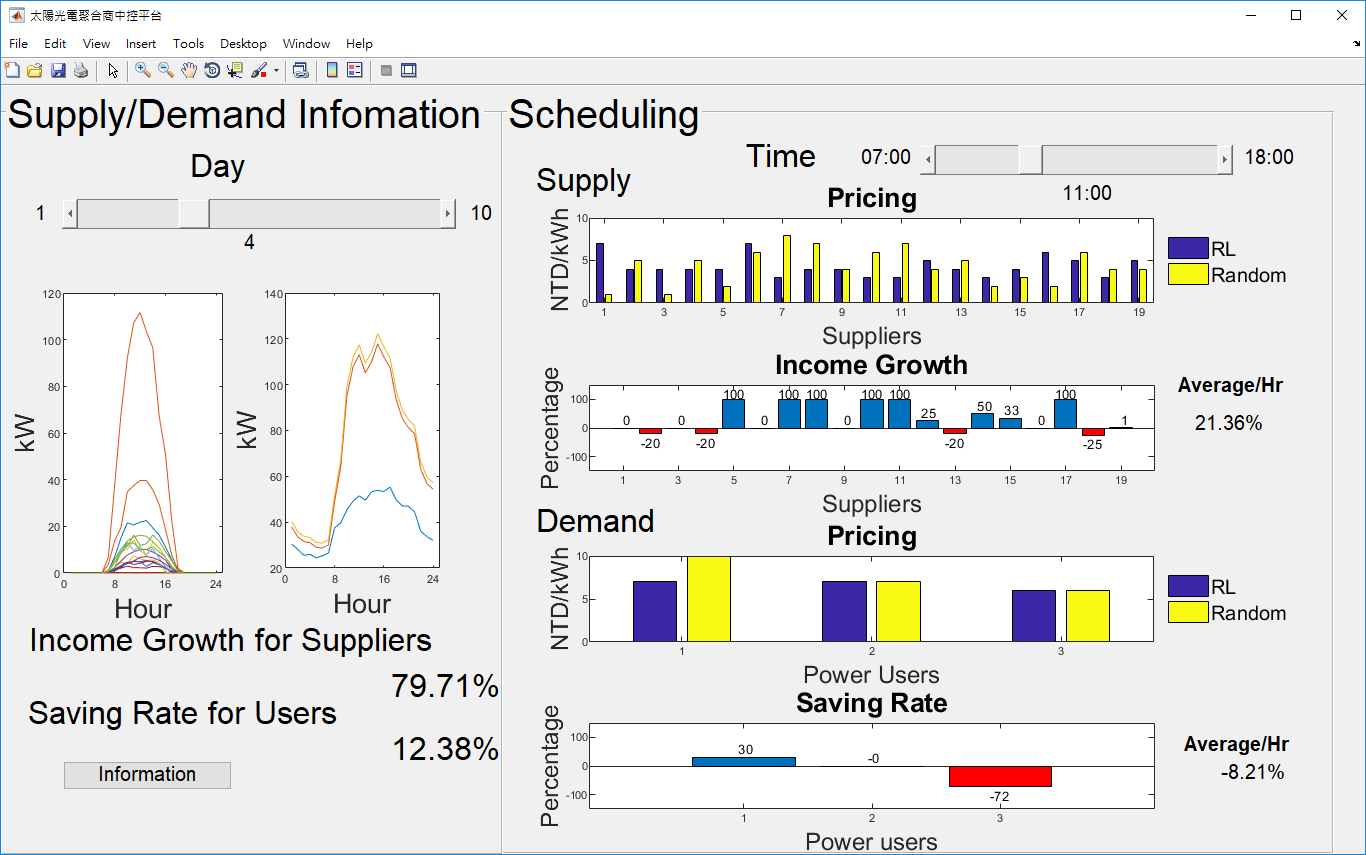 太陽光電聚合商中控平台
File Edit View Insert Tools Desktop Window Help
Supply/Demand Infomation
Day
1 10
4
kW
120
100
80
60
40
20
0
0 8 16 24
Hour
kW
140
120
100
80
60
40
20
0 8 16 24
Hour
Income Growth for Suppliers
79.71%
Saving Rate for Users
12.38%
Information
Scheduling
Time 07:00 18:00
11:00
Supply
Pricing
NTD/kWh
10
5
0
1 3 5 7 9 11 13 15 17 19
Suppliers
RL
Random
Income Growth
Percentage
100
0
-100
0 -20 0 -20 100 0 100 100 0 100 100 25 -20 50 33 0 100 -25 1
1 3 5 7 9 11 13 15 17 19
Suppliers
Average/Hr
21.36%
Demand
Pricing
NTD/kWh
10
5
0
1 2 3
Power Users
RL
Random
Saving Rate
Percentage
100
0
-100
30 -0 -72
1 2 3
Power users
Average/Hr
-8.21%